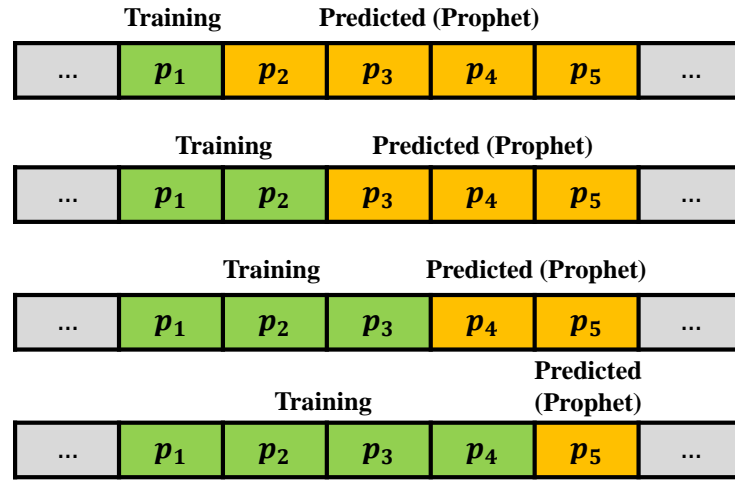 Training Predicted (Prophet)
... p₁ p₂ p₃ p₄ p₅ ...
Training Predicted (Prophet)
... p₁ p₂ p₃ p₄ p₅ ...
Training Predicted (Prophet)
... p₁ p₂ p₃ p₄ p₅ ...
Predicted
Training (Prophet)
... p₁ p₂ p₃ p₄ p₅ ...